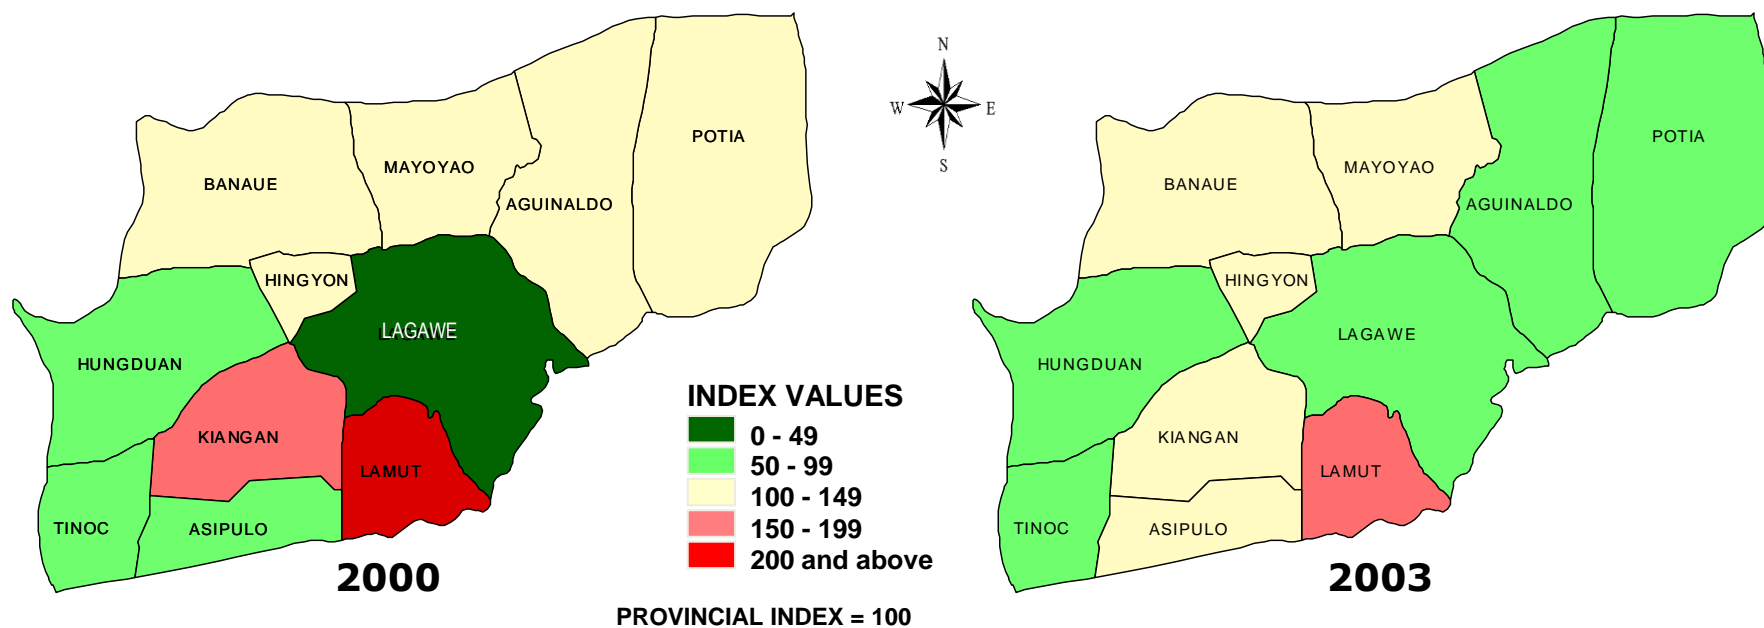 N
W
E
S
POTIA
MAYOYAO
BANAUE
AGUINALDO
HINGYON
LAGAWE
HUNGDUAN
KIANGAN
LAMUT
TINOC
ASIPULO
2000
INDEX VALUES
0 - 49
50 - 99
100 - 149
150 - 199
200 and above
PROVINCIAL INDEX = 100
POTIA
MAYOYAO
BANAUE
AGUINALDO
HINGYON
LAGAWE
HUNGDUAN
KIANGAN
LAMUT
TINOC
ASIPULO
2003